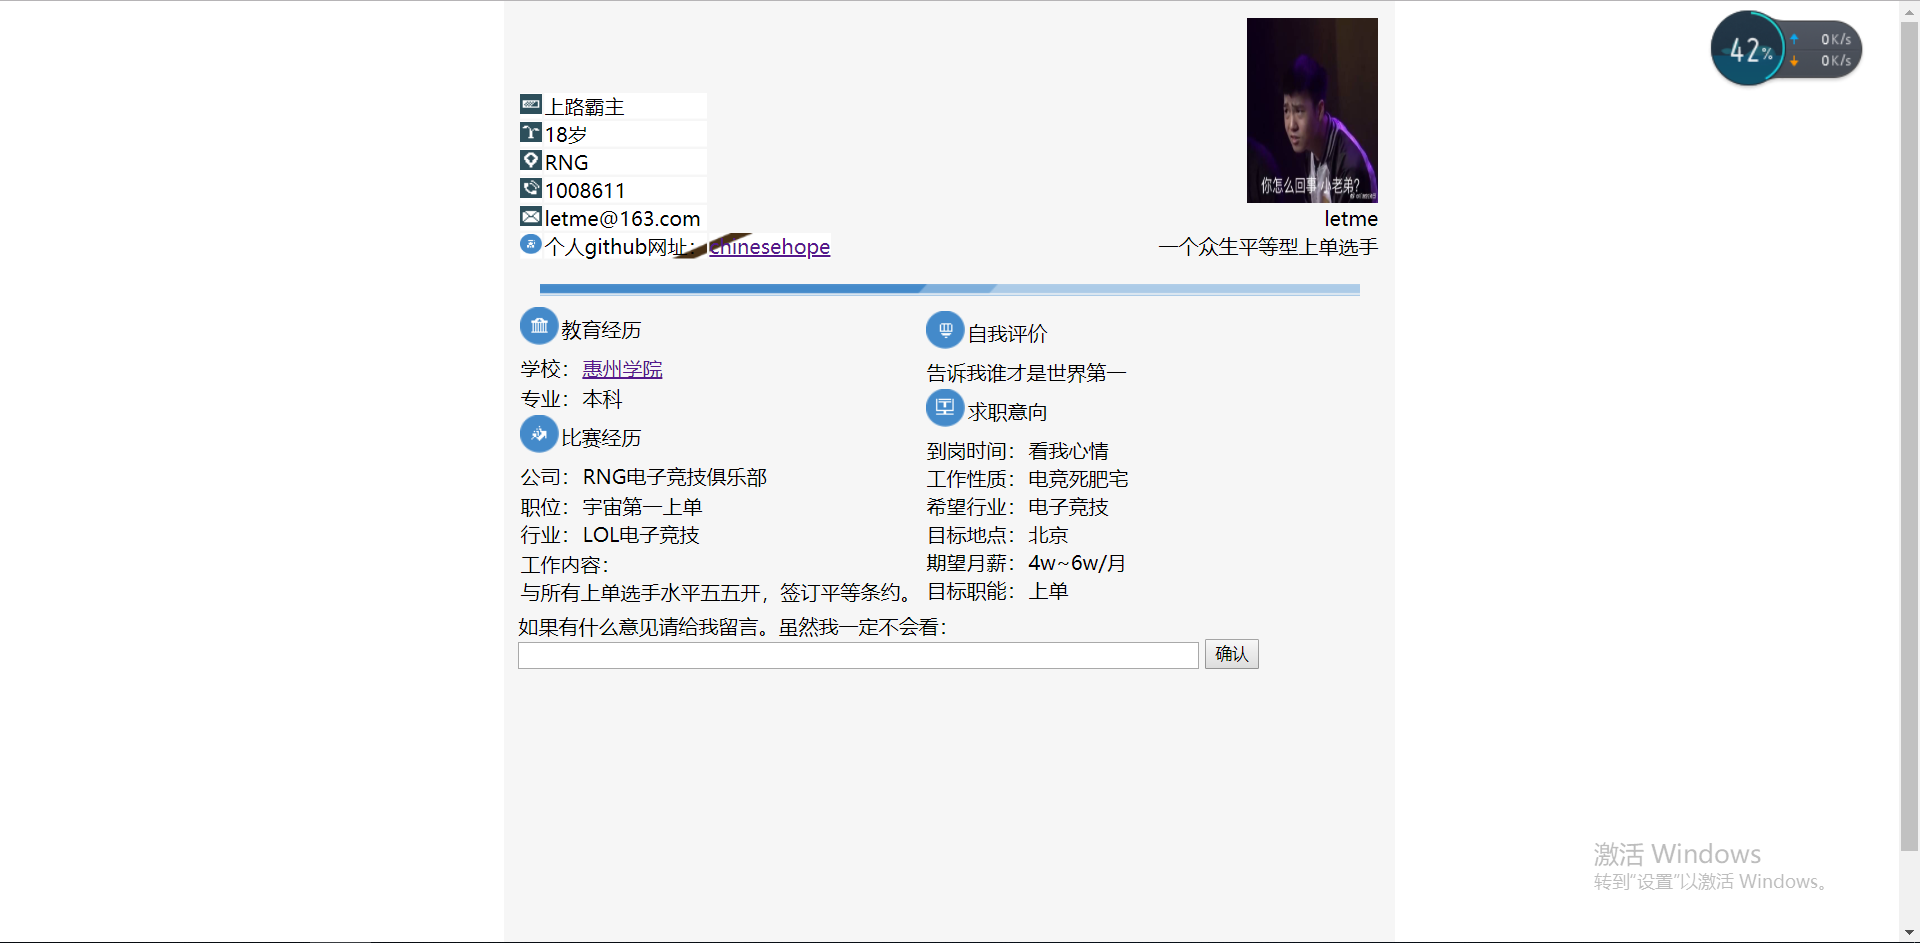 42%
0K/s
0K/s
上路霸主
18岁
RNG
1008611
letme@163.com
个人github网址：chinesehope
你怎么回事 小老弟?
letme
一个众生平等型上单选手
教育经历
学校：惠州学院
专业：本科
比赛经历
公司：RNG电子竞技俱乐部
职位：宇宙第一上单
行业：LOL电子竞技
工作内容：
与所有上单选手水平五五开，签订平等条约。
自我评价
告诉我谁才是世界第一
求职意向
到岗时间：看我心情
工作性质：电竞死肥宅
希望行业：电子竞技
目标地点：北京
期望月薪：4w~6w/月
目标职能：上单
如果有什么意见请给我留言。虽然我一定不会看：
确认
激活 Windows
转到“设置”以激活 Windows。